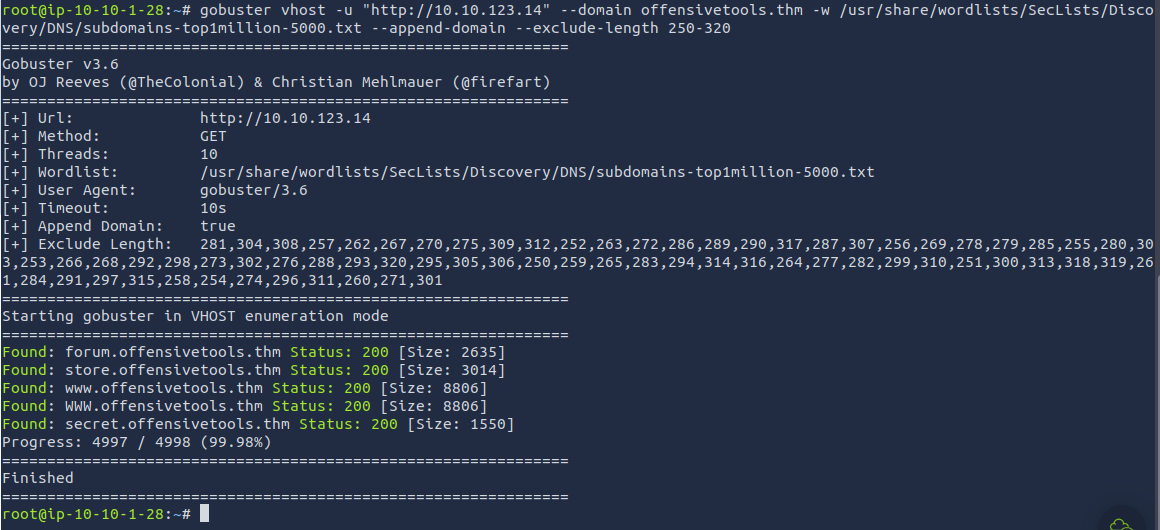 root@ip-10-10-1-28:~# gobuster vhost -u "http://10.10.123.14" --domain offensivetools.thm -w /usr/share/wordlists/SecLists/Disco
very/DNS/subdomains-top1million-5000.txt --append-domain --exclude-length 250-320
===============================================================
Gobuster v3.6
by OJ Reeves (@TheColonial) & Christian Mehlmauer (@firefart)
===============================================================
[+] Url:              http://10.10.123.14
[+] Method:           GET
[+] Threads:          10
[+] Wordlist:         /usr/share/wordlists/SecLists/Discovery/DNS/subdomains-top1million-5000.txt
[+] User Agent:       gobuster/3.6
[+] Timeout:          10s
[+] Append Domain:    true
[+] Exclude Length:   281,304,308,257,262,267,270,275,309,312,252,263,272,286,289,290,317,287,307,256,269,278,279,285,255,280,30
3,253,266,268,292,298,273,302,276,288,293,320,295,305,306,250,259,265,283,294,314,316,264,277,282,299,310,251,300,313,318,319,26
1,284,291,297,315,258,254,274,296,311,260,271,301
===============================================================
Starting gobuster in VHOST enumeration mode
===============================================================
Found: forum.offensivetools.thm Status: 200 [Size: 2635]
Found: store.offensivetools.thm Status: 200 [Size: 3014]
Found: www.offensivetools.thm Status: 200 [Size: 8806]
Found: WWW.offensivetools.thm Status: 200 [Size: 8806]
Found: secret.offensivetools.thm Status: 200 [Size: 1550]
Progress: 4997 / 4998 (99.98%)
===============================================================
Finished
===============================================================
root@ip-10-10-1-28:~#